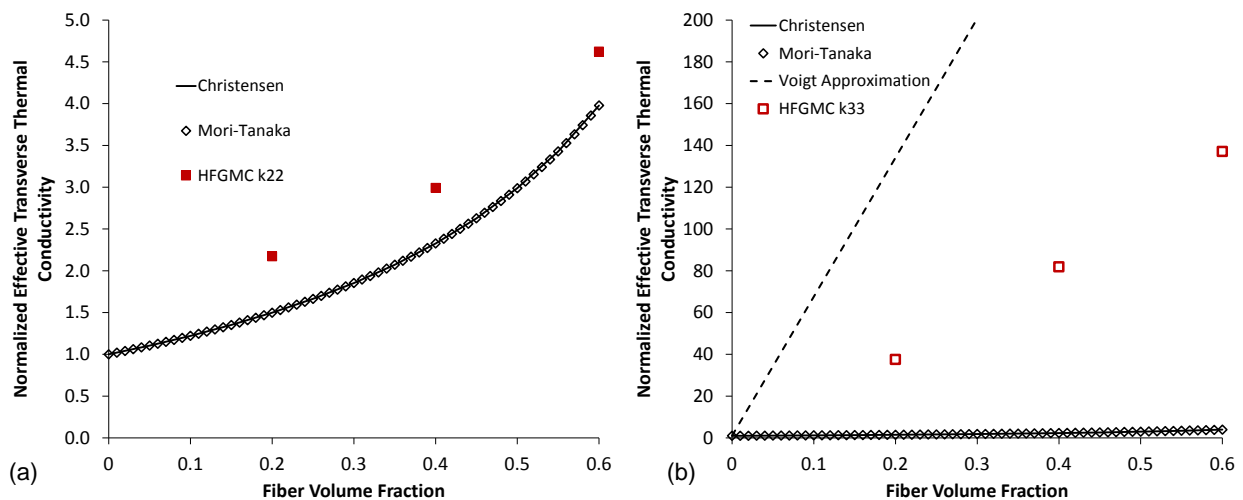 Normalized Effective Transverse Thermal
Conductivity
5.0
4.5
4.0
3.5
3.0
2.5
2.0
1.5
1.0
0.5
0.0
Christensen
Mori-Tanaka
HFGMC k22
0
0.1
0.2
0.3
0.4
0.5
0.6
Fiber Volume Fraction
(a)
Normalized Effective Transverse Thermal
Conductivity
200
180
160
140
120
100
80
60
40
20
0
Christensen
Mori-Tanaka
Voigt Approximation
HFGMC k33
0
0.1
0.2
0.3
0.4
0.5
0.6
Fiber Volume Fraction
(b)